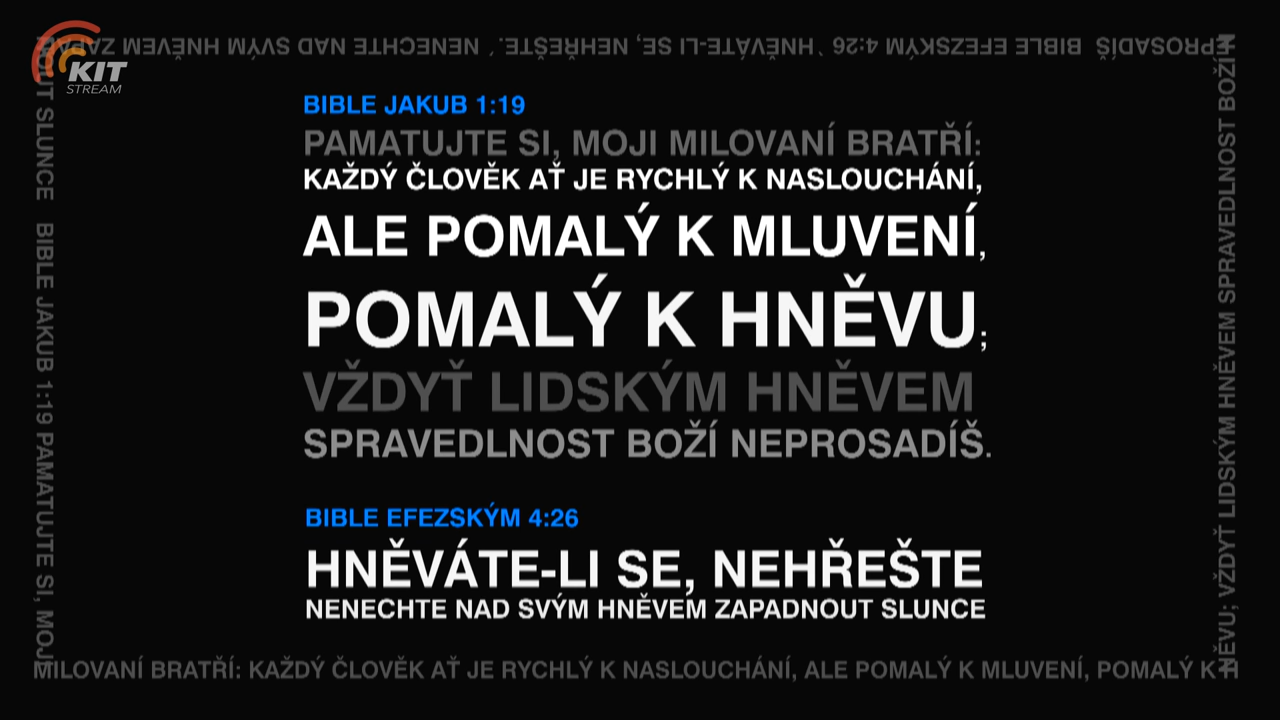 KIT
STREAM
BIBLE JAKUB 1:19
PAMATUJTE SI, MOJI MILOVANÍ BRATŘÍ:
KAŽDÝ ČLOVĚK AŤ JE RYCHLÝ K NASLOUCHÁNÍ,
ALE POMALÝ K MLUVENÍ,
POMALÝ K HNĚVU;
VŽDYŤ LIDSKÝM HNĚVEM
SPRAVEDLNOST BOŽÍ NEPROSADÍŠ.
BIBLE EFEZSKÝM 4:26
HNĚVÁTE-LI SE, NEHŘEŠTE
NENECHTE NAD SVÝM HNĚVEM ZAPADNOUT SLUNCE
SLUNCE BIBLE JAKUB 1:19 PAMATUJTE SI, MOJI
MILOVANÍ BRATŘÍ: KAŽDÝ ČLOVĚK AŤ JE RYCHLÝ K NASLOUCHÁNÍ, ALE POMALÝ K MLUVENÍ, POMALÝ K H
NĚVU; VŽDYŤ LIDSKÝM HNĚVEM SPRAVEDLNOST BOŽÍ N
EPROSADÍŠ BIBLE EFEZSKÝM 4:26 ` HNĚVÁTE-LI SE, NEHŘEŠTE.´ NENECHTE NAD SVÝM HNĚVEM